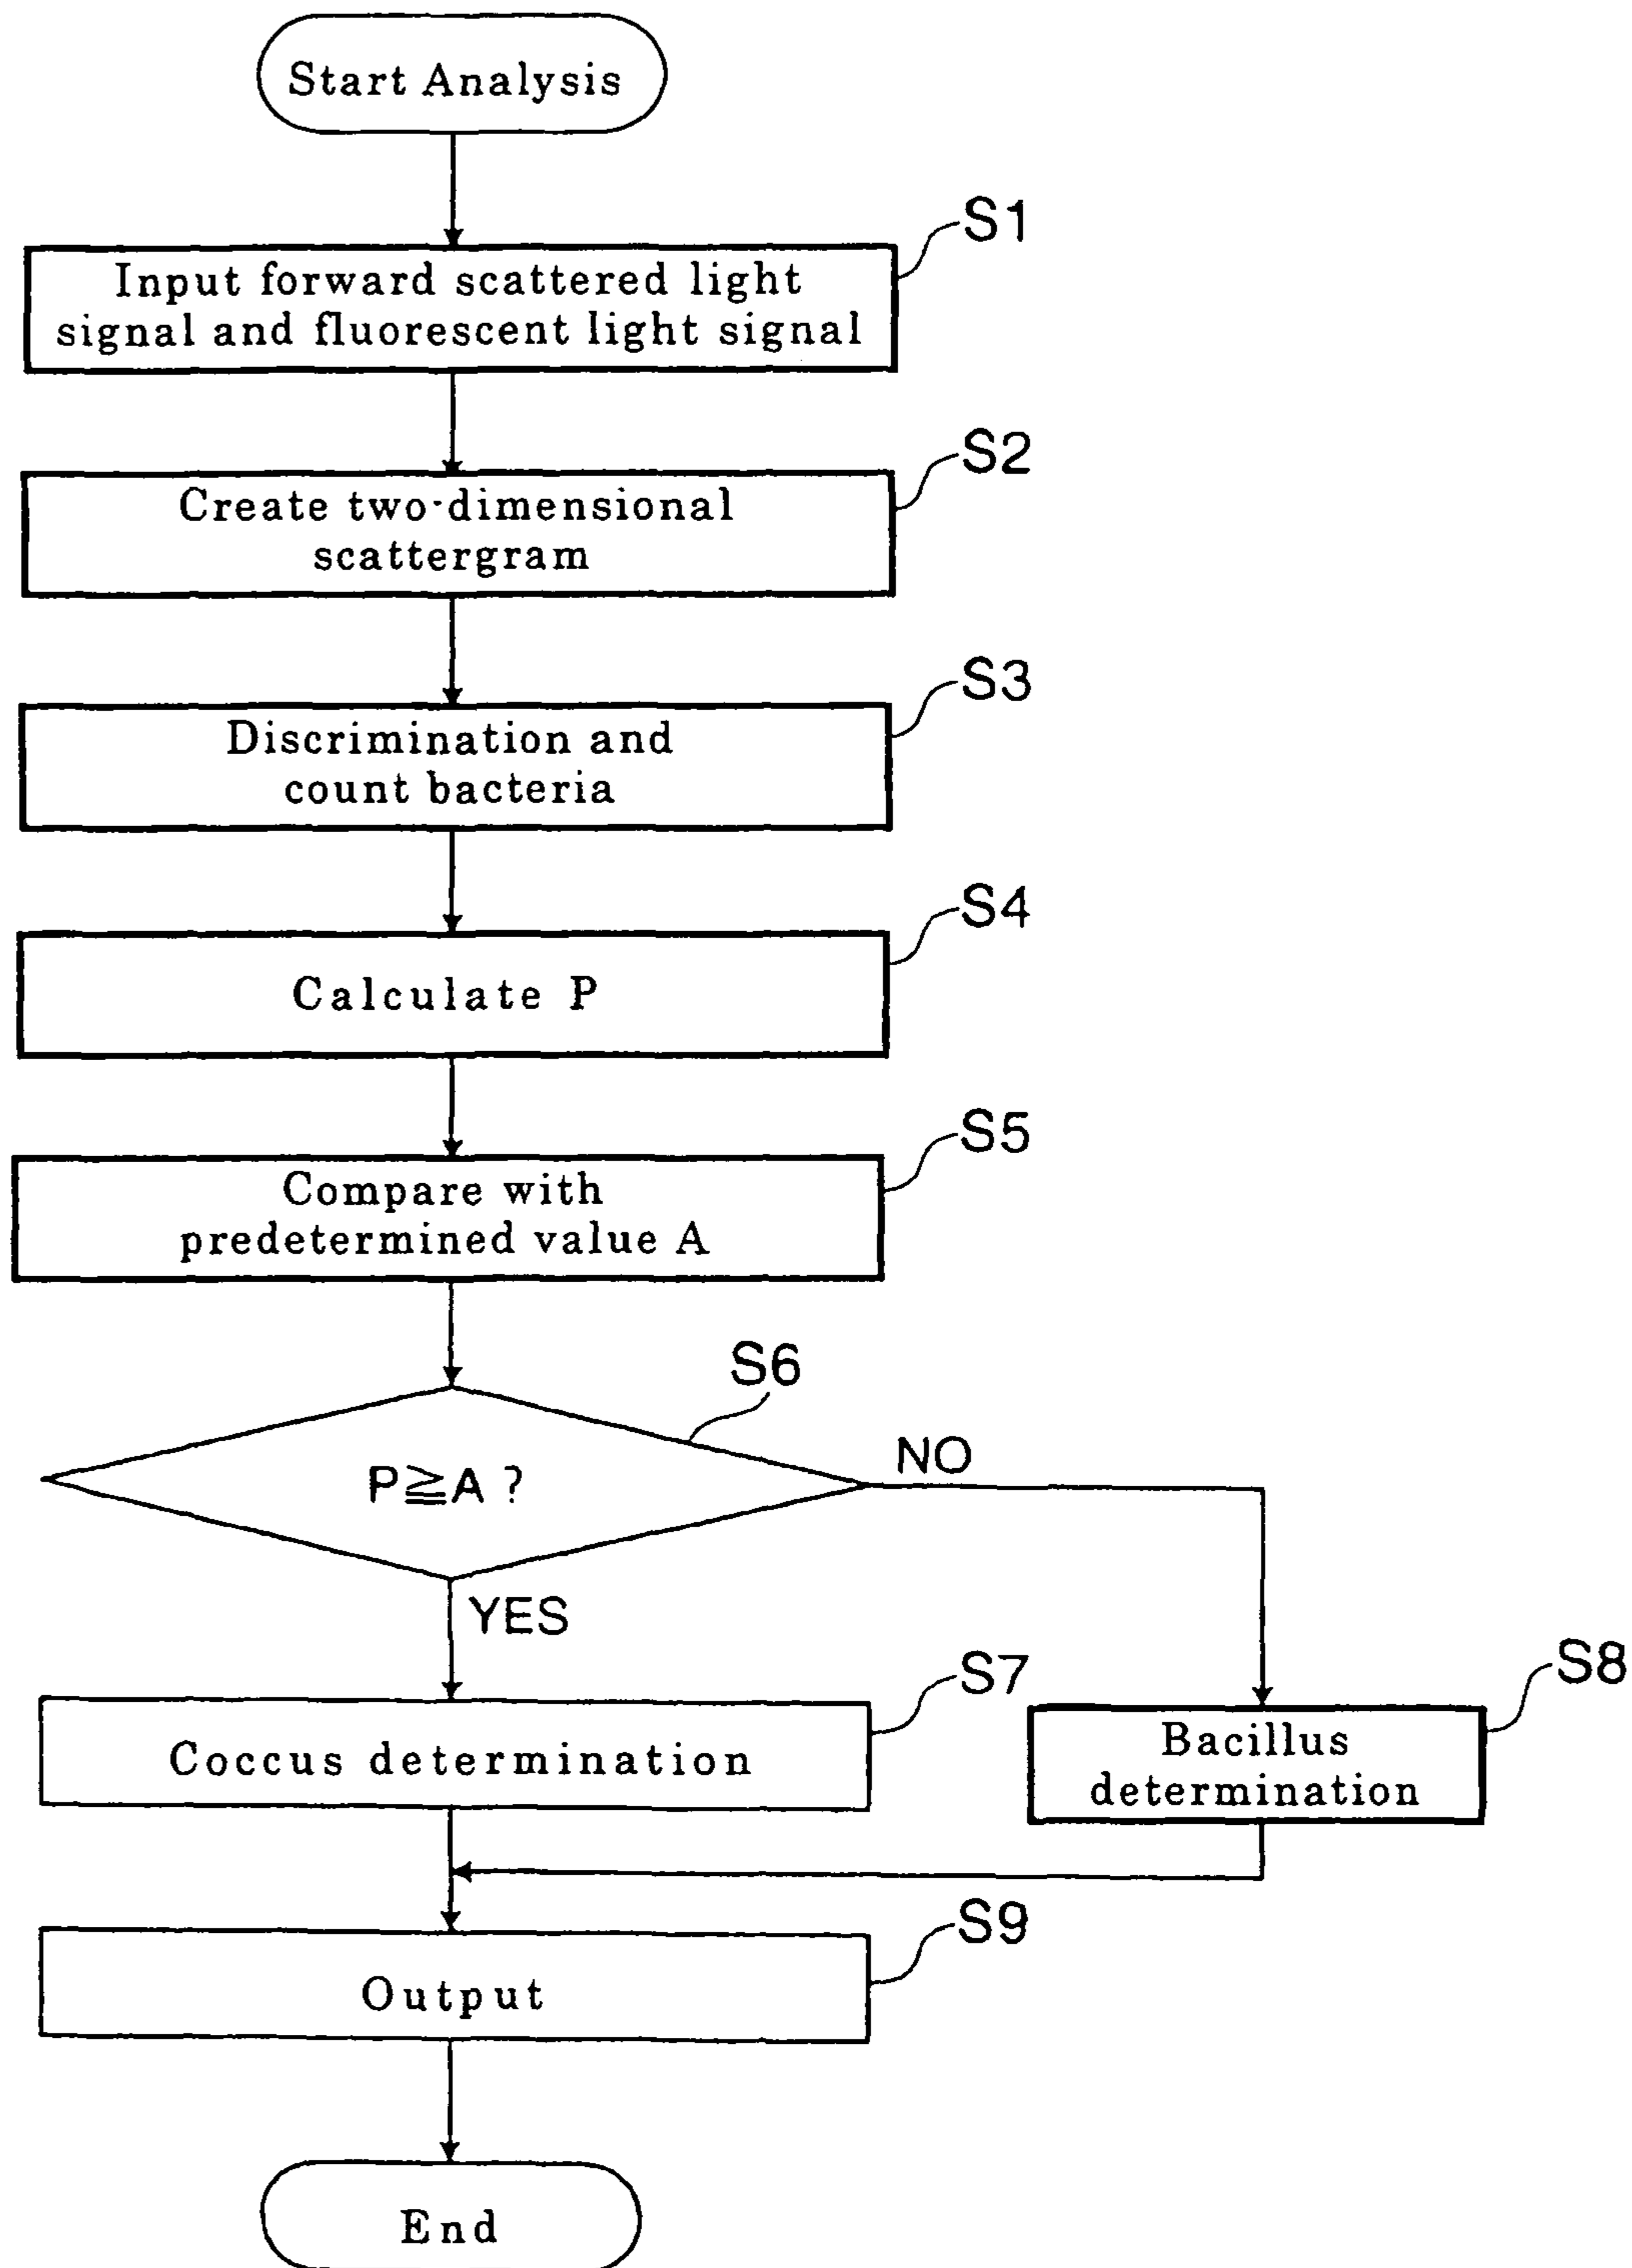 Start Analysis
S1
Input forward scattered light
signal and fluorescent light signal
S2
Create two-dimensional
scattergram
S3
Discrimination and
count bacteria
S4
Calculate P
S5
Compare with
predetermined value A
S6
P≧A ?
NO
YES
S7
Coccus determination
S8
Bacillus
determination
S9
Output
End